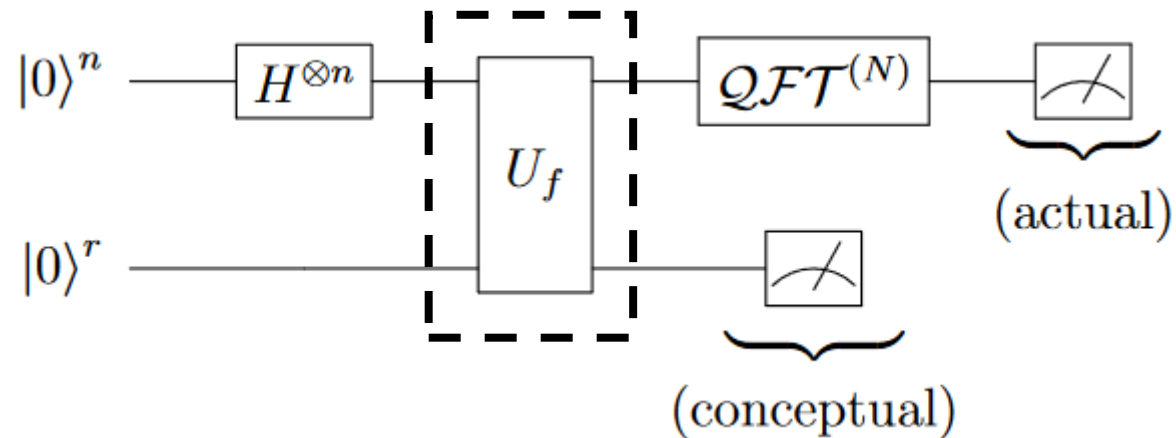 |0⟩ⁿ H^{⊗n} U_f 𝒬ℱ𝒯^{(N)}
(actual)
|0⟩ʳ
(conceptual)